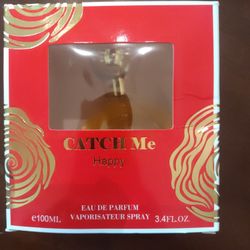 CATCH Me
Happy
EAU DE PARFUM
e100ML VAPORISATEUR SPRAY 3.4FL.OZ.